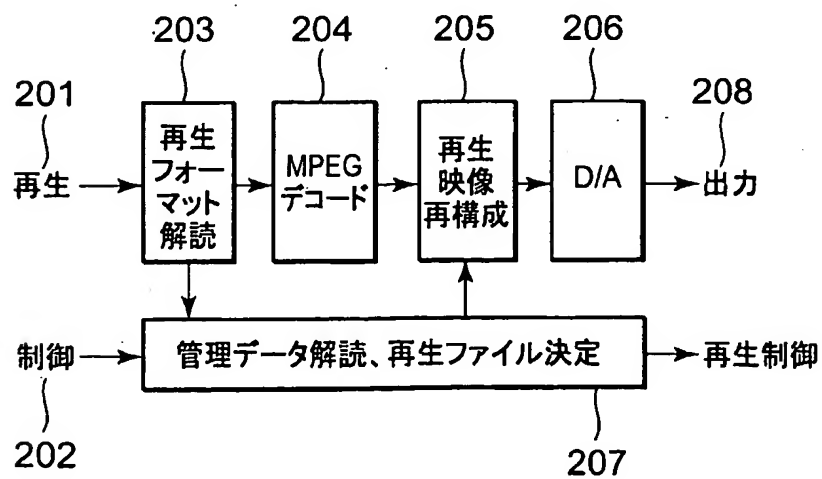 203
204
205
206
201
208
再生
再生
フォー
マット
解読
MPEG
デコード
再生
映像
再構成
D/A
出力
制御
管理データ解読、再生ファイル決定
再生制御
202
207